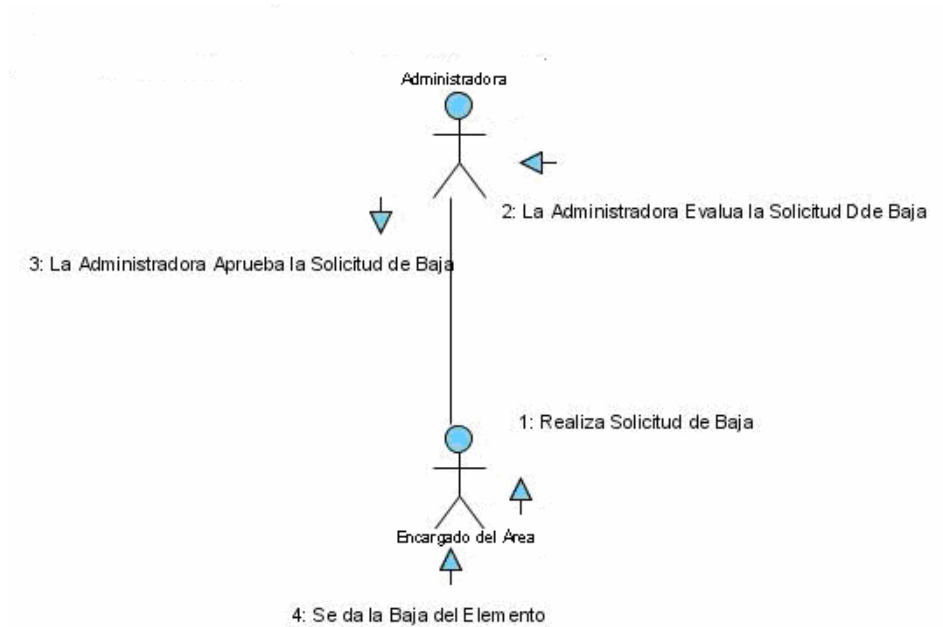 Administradora
2: La Administradora Evalua la Solicitud Dde Baja
3: La Administradora Aprueba la Solicitud de Baja
1: Realiza Solicitud de Baja
Encargado del Area
4: Se da la Baja del Elemento